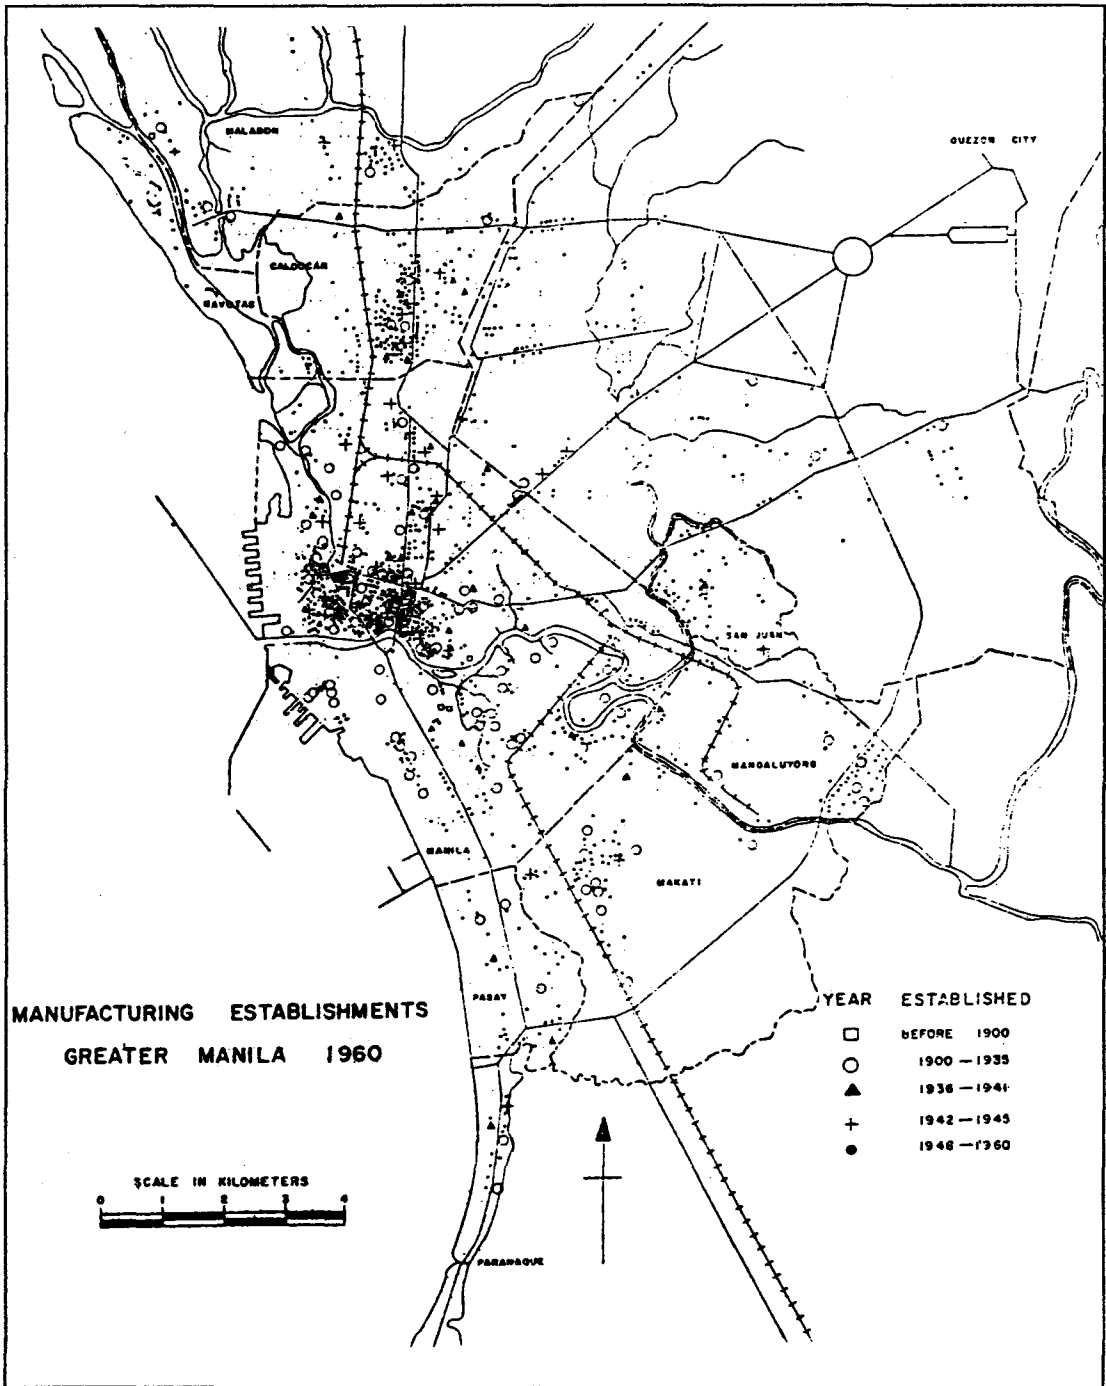 MALABON
QUEZON CITY
CALOOCAN
NAVOTAS
SAN JUAN
MANDALUYONG
MANILA
MAKATI
PASAY
MANUFACTURING ESTABLISHMENTS
GREATER MANILA 1960
YEAR ESTABLISHED
BEFORE 1900
1900 — 1935
1936 — 1941
1942 — 1945
1946 — 1960
SCALE IN KILOMETERS
0 1 2 3 4
PARANAQUE